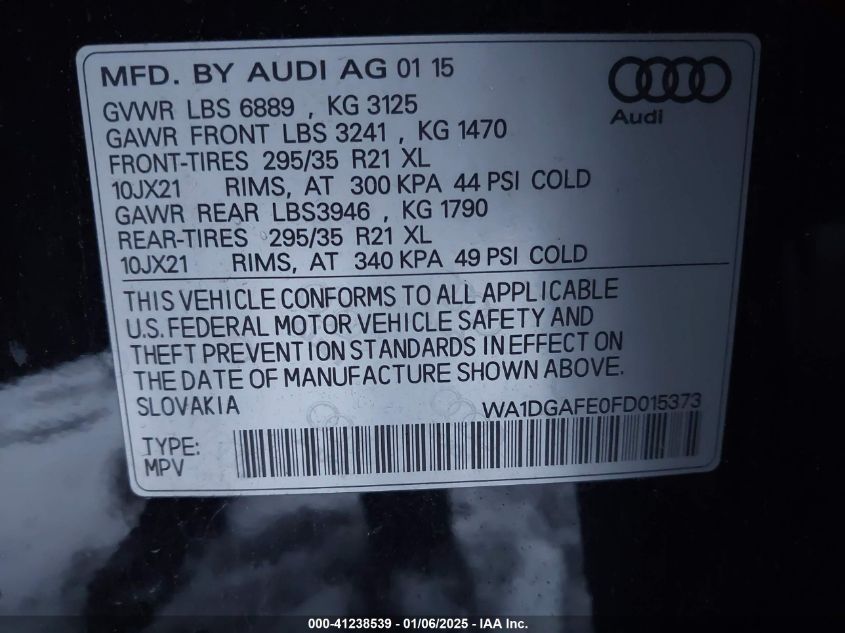 MFD. BY AUDI AG 01 15
Audi
GVWR LBS 6889 , KG 3125
GAWR FRONT LBS 3241 , KG 1470
FRONT-TIRES 295/35 R21 XL
10JX21 RIMS, AT 300 KPA 44 PSI COLD
GAWR REAR LBS3946 , KG 1790
REAR-TIRES 295/35 R21 XL
10JX21 RIMS, AT 340 KPA 49 PSI COLD
THIS VEHICLE CONFORMS TO ALL APPLICABLE
U.S. FEDERAL MOTOR VEHICLE SAFETY AND
THEFT PREVENTION STANDARDS IN EFFECT ON
THE DATE OF MANUFACTURE SHOWN ABOVE.
SLOVAKIA WA1DGAFE0FD015373
TYPE:
MPV
000-41238539 - 01/06/2025 - IAA Inc.